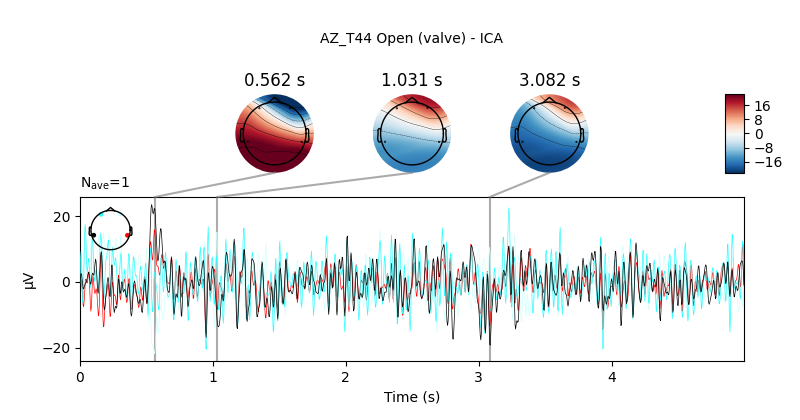 AZ_T44 Open (valve) - ICA
0.562 s 1.031 s 3.082 s
16
8
0
−8
−16
Nave=1
20
0
−20
µV
0 1 2 3 4
Time (s)